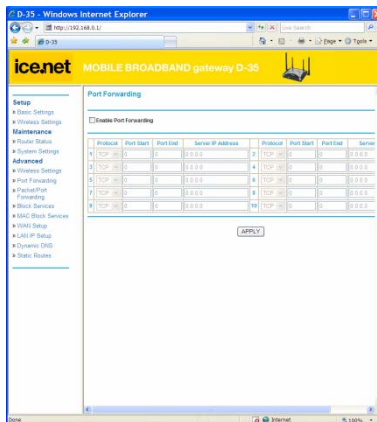 D-35 - Windows Internet Explorer
http://192.168.0.1/
Live Search
D-35
Page
Tools
ice.net
MOBILE BROADBAND gateway D-35
Setup
Basic Settings
Wireless Settings
Maintenance
Router Status
System Settings
Advanced
Wireless Settings
Port Forwarding
Packet/Port
Forwarding
Block Services
MAC Block Services
WAN Setup
LAN IP Setup
Dynamic DNS
Static Routes
Port Forwarding
Enable Port Forwarding
Protocol Port Start Port End Server IP Address Protocol Port Start Port End Server
1 TCP 0 0 0.0.0.0 2 TCP 0 0 0.0.0.0
3 TCP 0 0 0.0.0.0 4 TCP 0 0 0.0.0.0
5 TCP 0 0 0.0.0.0 6 TCP 0 0 0.0.0.0
7 TCP 0 0 0.0.0.0 8 TCP 0 0 0.0.0.0
9 TCP 0 0 0.0.0.0 10 TCP 0 0 0.0.0.0
APPLY
Done
Internet
100%